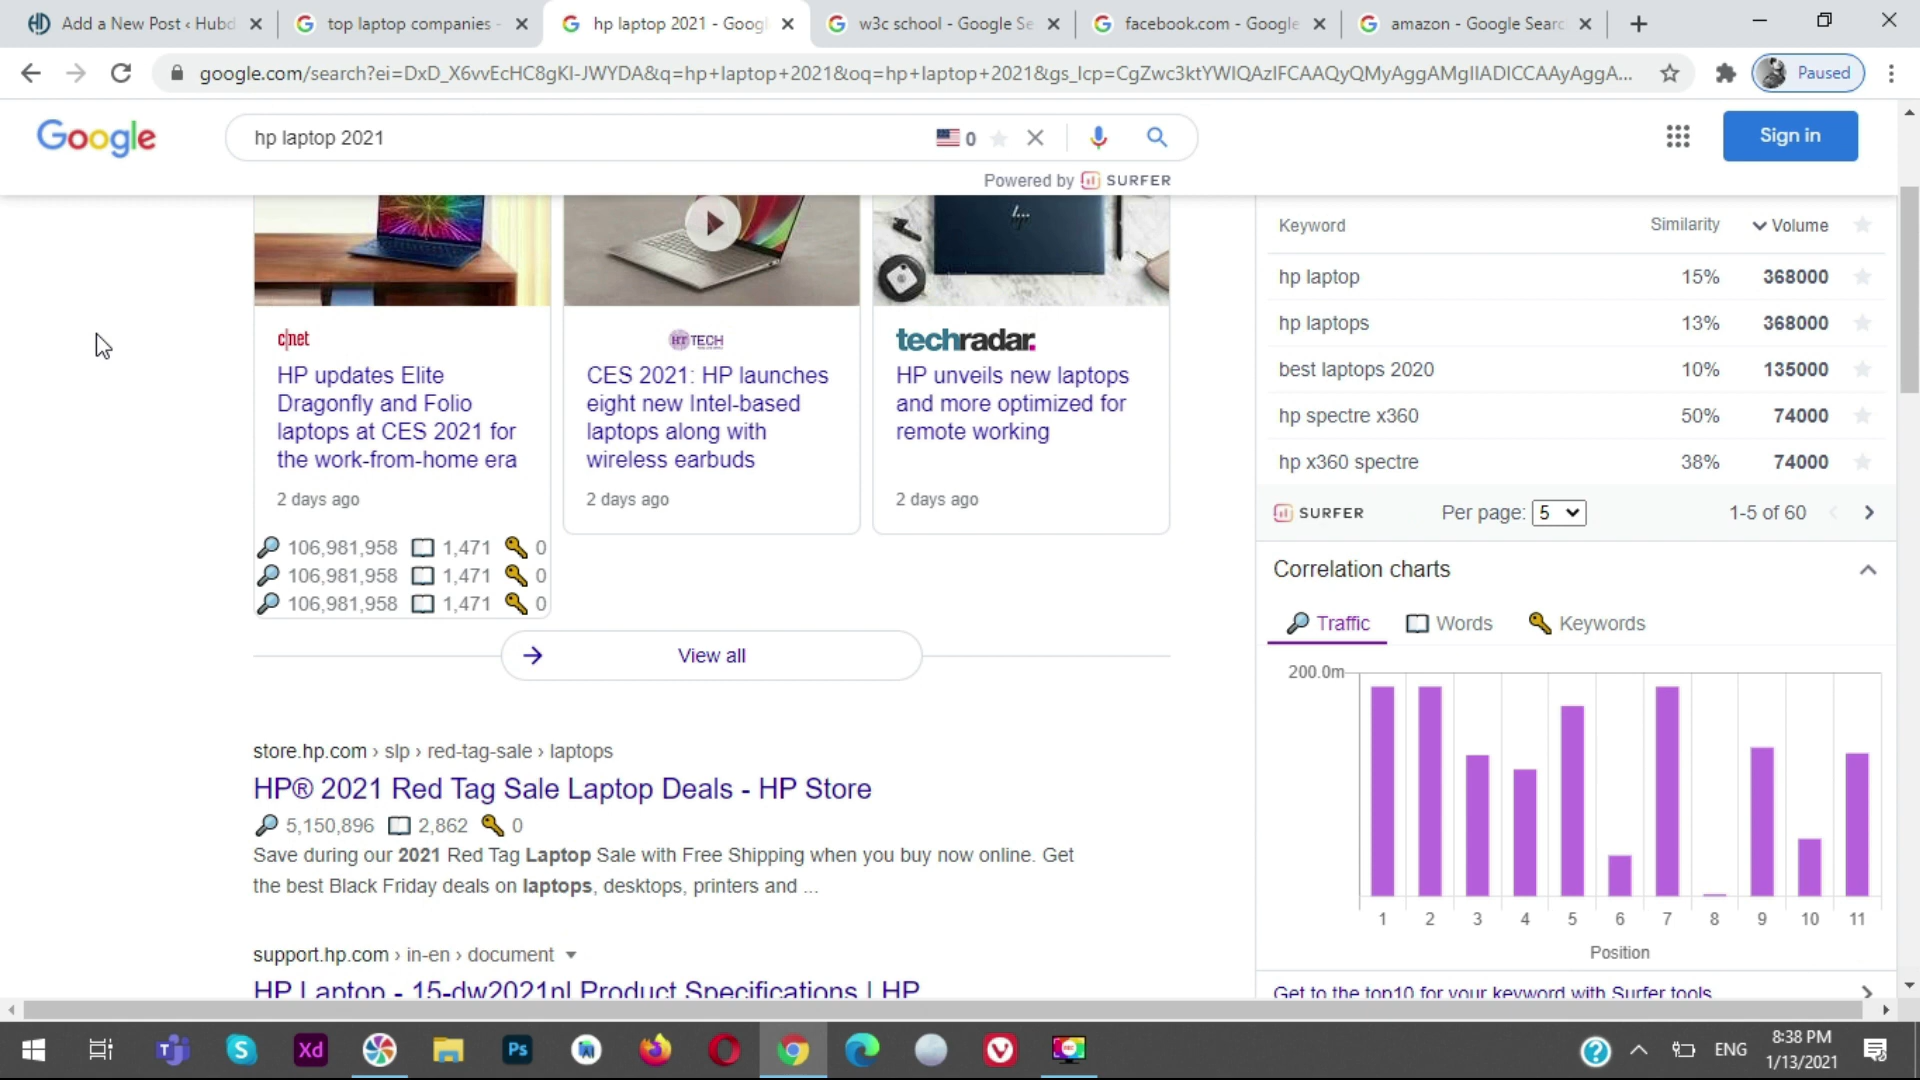 Add a New Post ‹ Hubd
top laptop companies -
hp laptop 2021 - Goog
w3c school - Google Se
facebook.com - Google
amazon - Google Searc
google.com/search?ei=DxD_X6vvEcHC8gKI-JWYDA&q=hp+laptop+2021&oq=hp+laptop+2021&gs_lcp=CgZwc3ktYWIQAzIFCAAQyQMyAggAMgIIADICCAAyAggA...
Paused
Google
hp laptop 2021
0
Sign in
Powered by SURFER
hp
c|net
HP updates Elite
Dragonfly and Folio
laptops at CES 2021 for
the work-from-home era
2 days ago
106,981,958 1,471 0
106,981,958 1,471 0
106,981,958 1,471 0
HT TECH
CES 2021: HP launches
eight new Intel-based
laptops along with
wireless earbuds
2 days ago
techradar.
HP unveils new laptops
and more optimized for
remote working
2 days ago
View all
store.hp.com › slp › red-tag-sale › laptops
HP® 2021 Red Tag Sale Laptop Deals - HP Store
5,150,896 2,862 0
Save during our 2021 Red Tag Laptop Sale with Free Shipping when you buy now online. Get
the best Black Friday deals on laptops, desktops, printers and ...
support.hp.com › in-en › document
HP Laptop - 15-dw2021nl Product Specifications | HP
Keyword Similarity Volume
hp laptop 15% 368000
hp laptops 13% 368000
best laptops 2020 10% 135000
hp spectre x360 50% 74000
hp x360 spectre 38% 74000
SURFER Per page: 5 1-5 of 60
Correlation charts
Traffic Words Keywords
200.0m
1 2 3 4 5 6 7 8 9 10 11
Position
Get to the top10 for your keyword with Surfer tools
T S Xd Ps
ENG
8:38 PM
1/13/2021